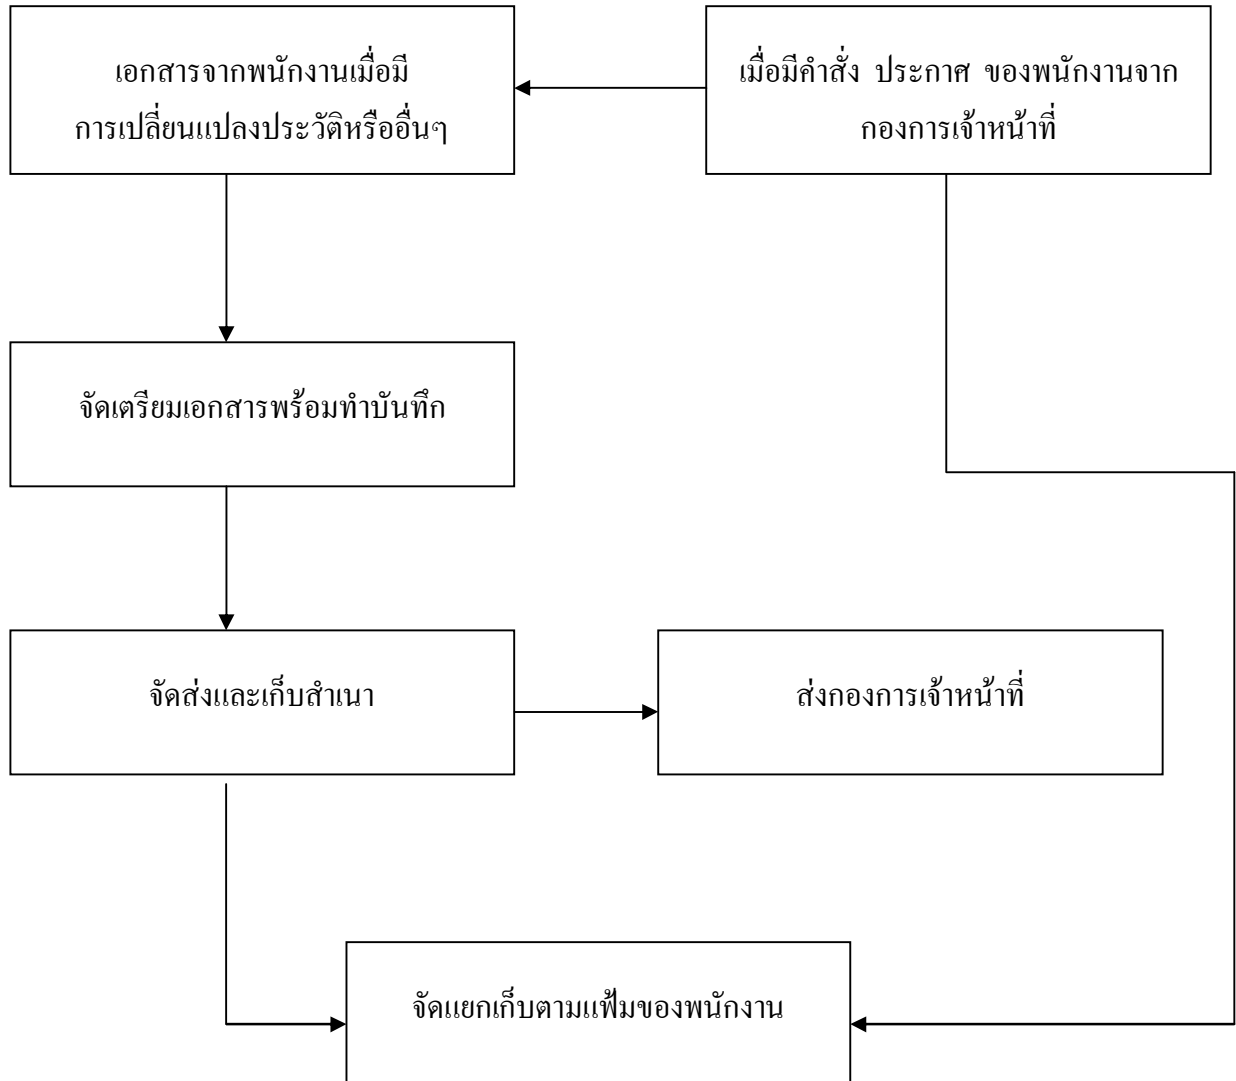 เอกสารจากพนักงานเมื่อมี
การเปลี่ยนแปลงประวัติหรืออื่นๆ
เมื่อมีคำสั่ง ประกาศ ของพนักงานจาก
กองการเจ้าหน้าที่
จัดเตรียมเอกสารพร้อมทำบันทึก
จัดส่งและเก็บสำเนา
ส่งกองการเจ้าหน้าที่
จัดแยกเก็บตามแฟ้มของพนักงาน